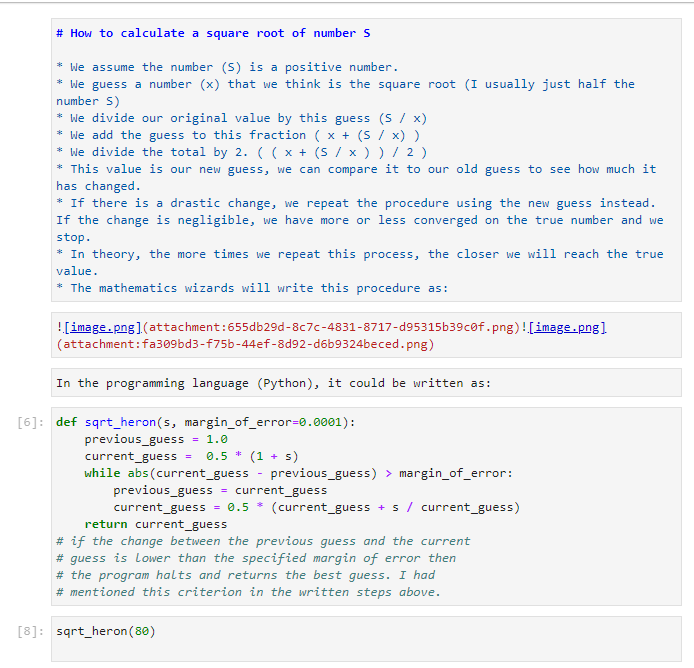 # How to calculate a square root of number S
* We assume the number (S) is a positive number.
* We guess a number (x) that we think is the square root (I usually just half the
number S)
* We divide our original value by this guess (S / x)
* We add the guess to this fraction ( x + (S / x) )
* We divide the total by 2. ( ( x + (S / x ) ) / 2 )
* This value is our new guess, we can compare it to our old guess to see how much it
has changed.
* If there is a drastic change, we repeat the procedure using the new guess instead.
If the change is negligible, we have more or less converged on the true number and we
stop.
* In theory, the more times we repeat this process, the closer we will reach the true
value.
* The mathematics wizards will write this procedure as:
![image.png](attachment:655db29d-8c7c-4831-8717-d95315b39c0f.png)![image.png]
(attachment:fa309bd3-f75b-44ef-8d92-d6b9324beced.png)
In the programming language (Python), it could be written as:
[6]: def sqrt_heron(s, margin_of_error=0.0001):
    previous_guess = 1.0
    current_guess =  0.5 * (1 + s)
    while abs(current_guess - previous_guess) > margin_of_error:
        previous_guess = current_guess
        current_guess = 0.5 * (current_guess + s / current_guess)
    return current_guess
# if the change between the previous guess and the current
# guess is lower than the specified margin of error then
# the program halts and returns the best guess. I had
# mentioned this criterion in the written steps above.
[8]: sqrt_heron(80)